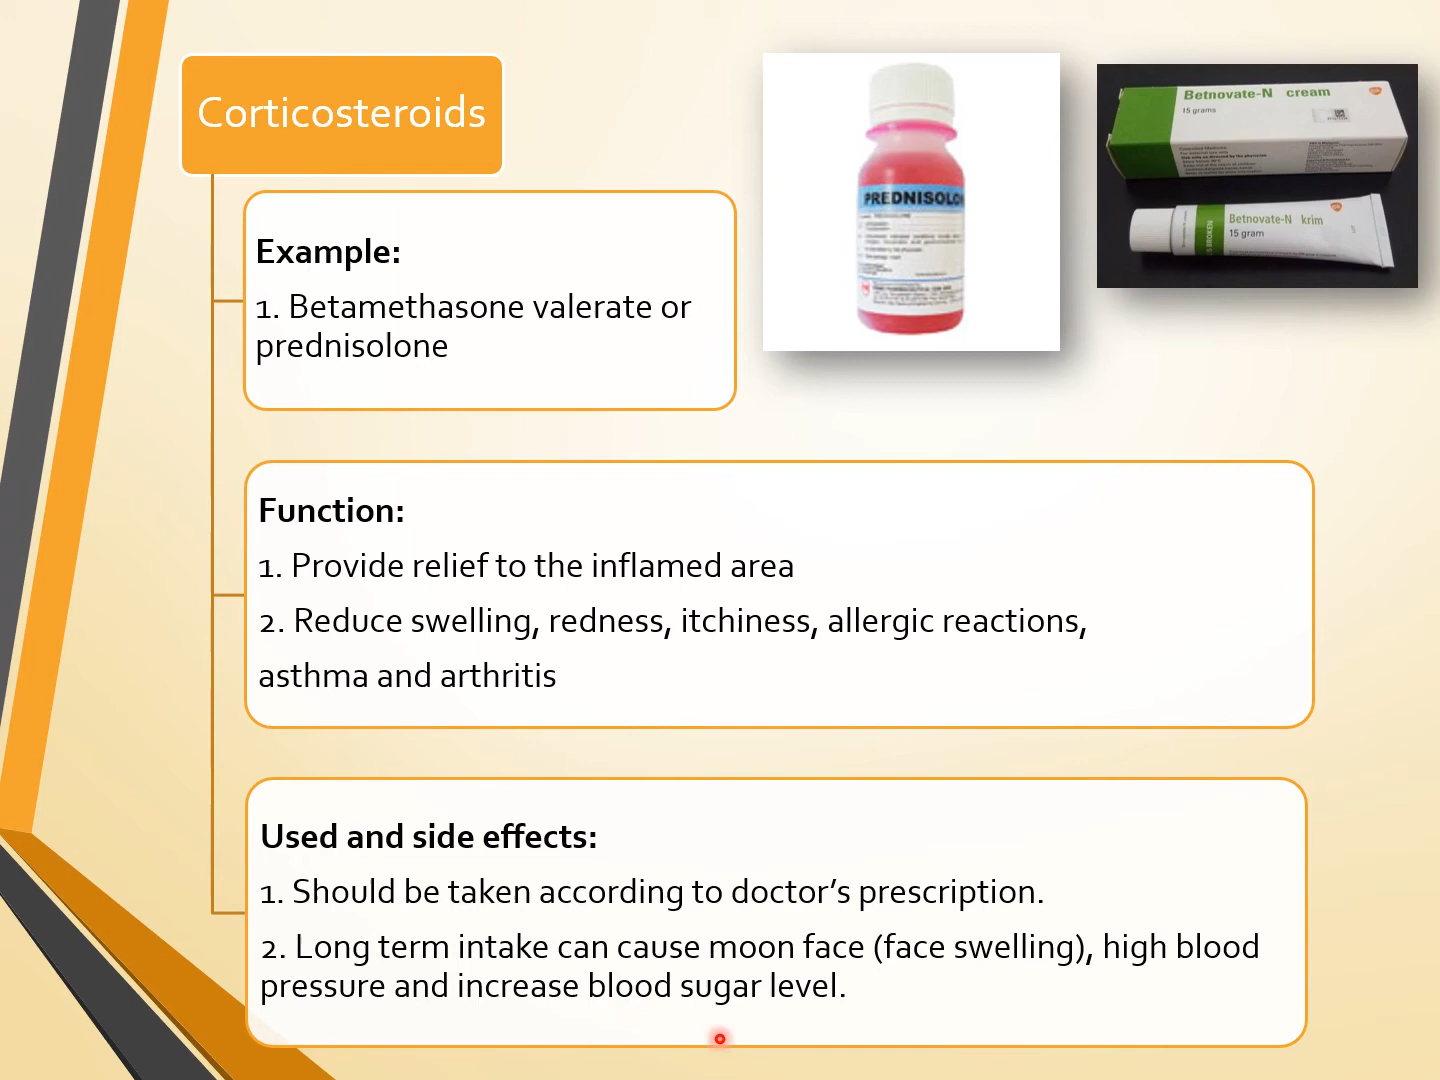 Corticosteroids
Example:
1. Betamethasone valerate or
prednisolone
PREDNISOLON
Betnovate-N cream
15 grams
Betnovate-N krim
15 gram
Function:
1. Provide relief to the inflamed area
2. Reduce swelling, redness, itchiness, allergic reactions,
asthma and arthritis
Used and side effects:
1. Should be taken according to doctor’s prescription.
2. Long term intake can cause moon face (face swelling), high blood
pressure and increase blood sugar level.